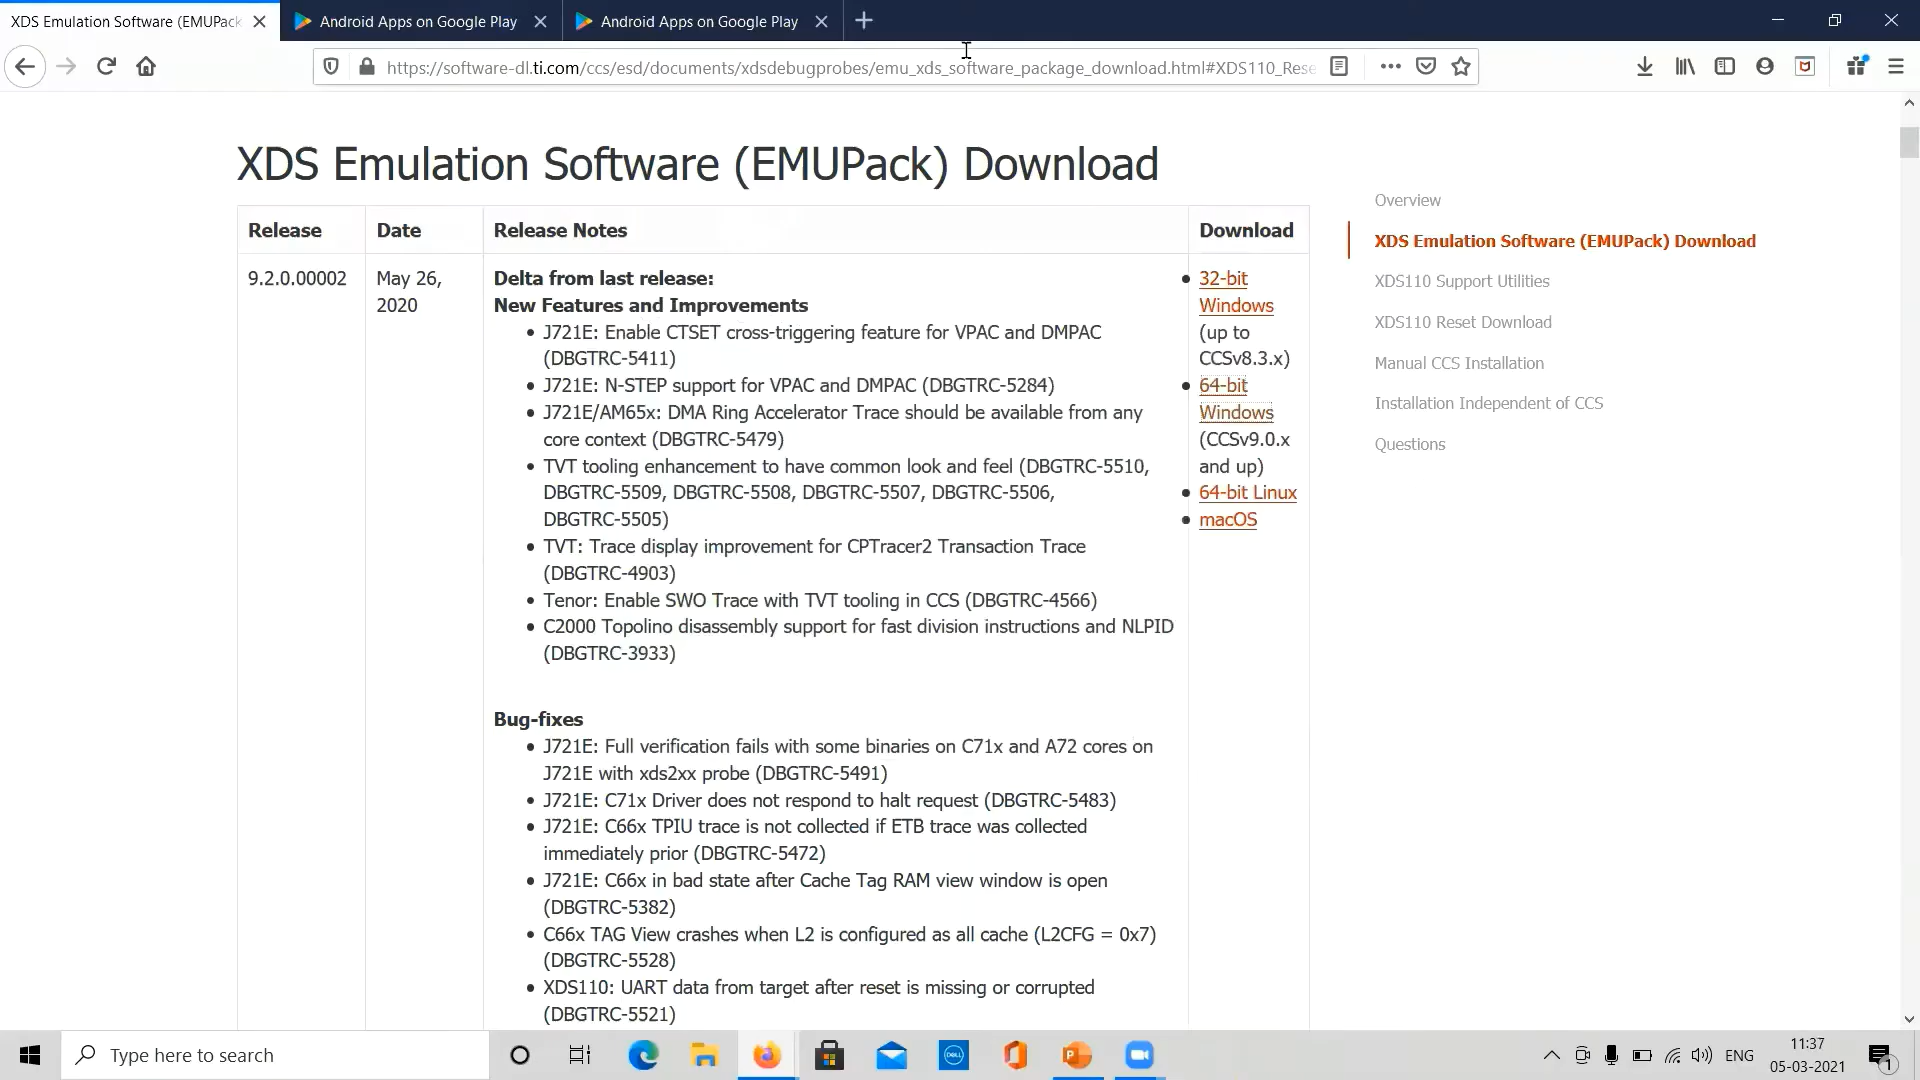 XDS Emulation Software (EMUPack
Android Apps on Google Play
Android Apps on Google Play
https://software-dl.ti.com/ccs/esd/documents/xdsdebugprobes/emu_xds_software_package_download.html#XDS110_Rese
XDS Emulation Software (EMUPack) Download
Release Date Release Notes Download
9.2.0.00002
May 26,
2020
Delta from last release:
New Features and Improvements
• J721E: Enable CTSET cross-triggering feature for VPAC and DMPAC
(DBGTRC-5411)
• J721E: N-STEP support for VPAC and DMPAC (DBGTRC-5284)
• J721E/AM65x: DMA Ring Accelerator Trace should be available from any
core context (DBGTRC-5479)
• TVT tooling enhancement to have common look and feel (DBGTRC-5510,
DBGTRC-5509, DBGTRC-5508, DBGTRC-5507, DBGTRC-5506,
DBGTRC-5505)
• TVT: Trace display improvement for CPTracer2 Transaction Trace
(DBGTRC-4903)
• Tenor: Enable SWO Trace with TVT tooling in CCS (DBGTRC-4566)
• C2000 Topolino disassembly support for fast division instructions and NLPID
(DBGTRC-3933)
Bug-fixes
• J721E: Full verification fails with some binaries on C71x and A72 cores on
J721E with xds2xx probe (DBGTRC-5491)
• J721E: C71x Driver does not respond to halt request (DBGTRC-5483)
• J721E: C66x TPIU trace is not collected if ETB trace was collected
immediately prior (DBGTRC-5472)
• J721E: C66x in bad state after Cache Tag RAM view window is open
(DBGTRC-5382)
• C66x TAG View crashes when L2 is configured as all cache (L2CFG = 0x7)
(DBGTRC-5528)
• XDS110: UART data from target after reset is missing or corrupted
(DBGTRC-5521)
• 32-bit
Windows
(up to
CCSv8.3.x)
• 64-bit
Windows
(CCSv9.0.x
and up)
• 64-bit Linux
• macOS
Overview
XDS Emulation Software (EMUPack) Download
XDS110 Support Utilities
XDS110 Reset Download
Manual CCS Installation
Installation Independent of CCS
Questions
Type here to search
DELL
ENG
11:37
05-03-2021
1